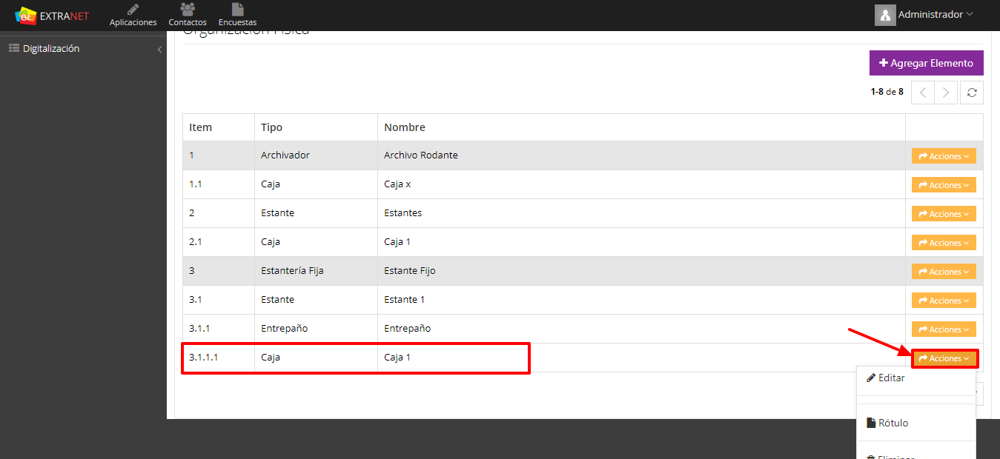 et EXTRANET
Aplicaciones Contactos Encuestas
Administrador
Digitalización
Organización Física
Agregar Elemento
1-8 de 8
Item Tipo Nombre
1 Archivador Archivo Rodante Acciones
1.1 Caja Caja x Acciones
2 Estante Estantes Acciones
2.1 Caja Caja 1 Acciones
3 Estantería Fija Estante Fijo Acciones
3.1 Estante Estante 1 Acciones
3.1.1 Entrepaño Entrepaño Acciones
3.1.1.1 Caja Caja 1 Acciones
Editar
Rótulo
Eliminar